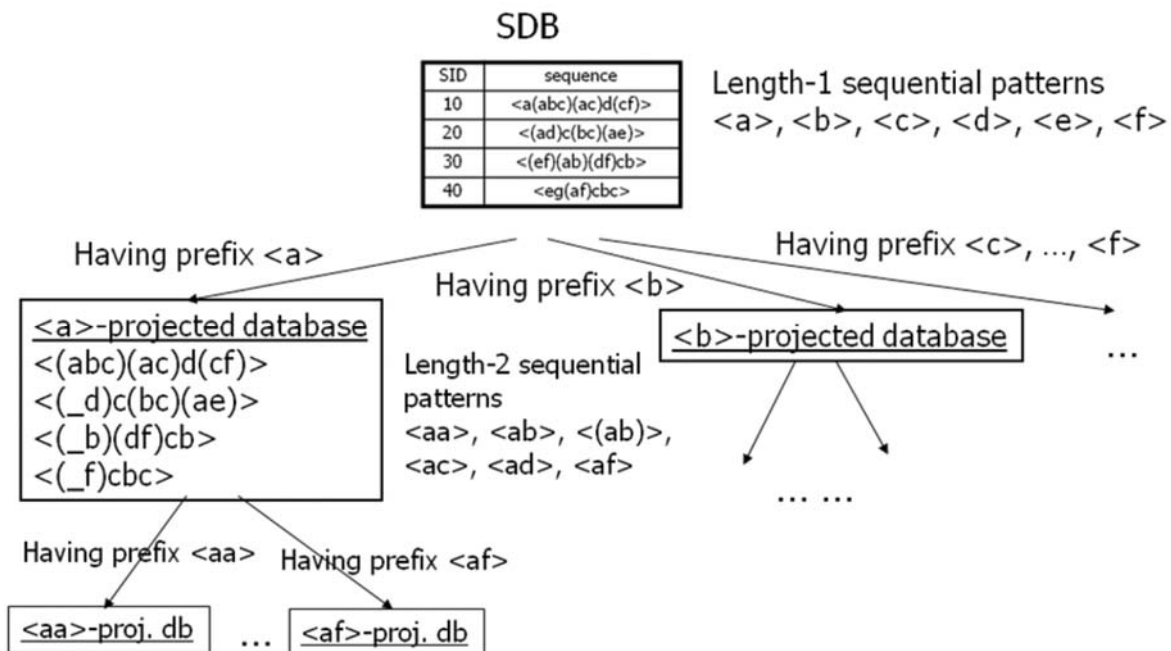 SDB
SID sequence
10 <a(abc)(ac)d(cf)>
20 <(ad)c(bc)(ae)>
30 <(ef)(ab)(df)cb>
40 <eg(af)cbc>
Length-1 sequential patterns
<a>, <b>, <c>, <d>, <e>, <f>
Having prefix <a>
Having prefix <b>
Having prefix <c>, ..., <f>
<a>-projected database
<(abc)(ac)d(cf)>
<(_d)c(bc)(ae)>
<(_b)(df)cb>
<(_f)cbc>
Length-2 sequential
patterns
<aa>, <ab>, <(ab)>,
<ac>, <ad>, <af>
<b>-projected database
...
... ...
Having prefix <aa>
Having prefix <af>
<aa>-proj. db
...
<af>-proj. db